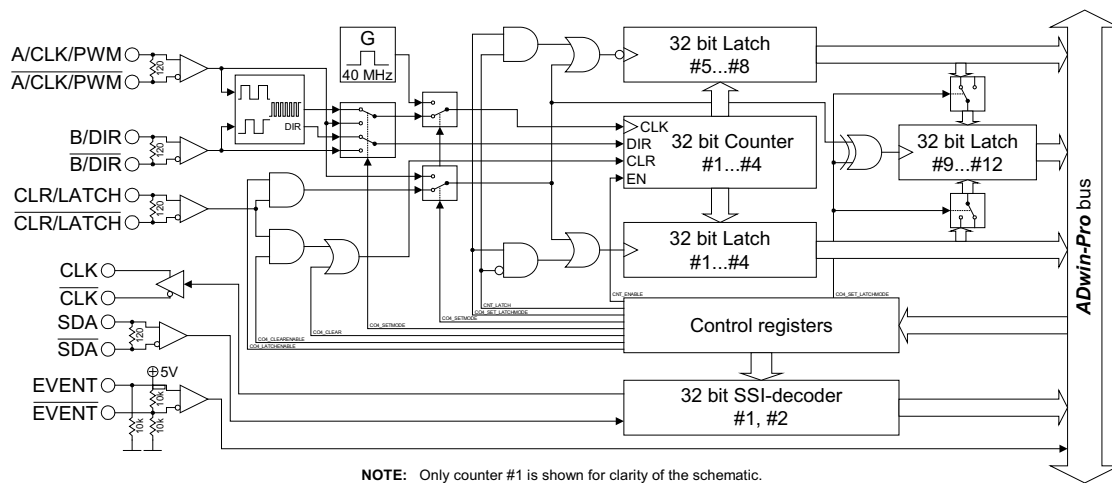 A/CLK/PWM
120
A/CLK/PWM
B/DIR
120
B/DIR
CLR/LATCH
120
CLR/LATCH
CLK
CLK
SDA
120
SDA
EVENT
EVENT
5V
10k
10k
10k
DIR
G
40 MHz
32 bit Latch
#5...#8
CLK
DIR
CLR
EN
32 bit Counter
#1...#4
32 bit Latch
#9...#12
32 bit Latch
#1...#4
CNT_ENABLE
CNT_LATCH
CO4_SET_LATCHMODE
CO4_SET_LATCHMODE
CO4_SETMODE
CO4_SETMODE
CO4_CLEAR
CO4_CLEARENABLE
CO4_LATCHENABLE
Control registers
32 bit SSI-decoder
#1, #2
ADwin-Pro bus
NOTE: Only counter #1 is shown for clarity of the schematic.